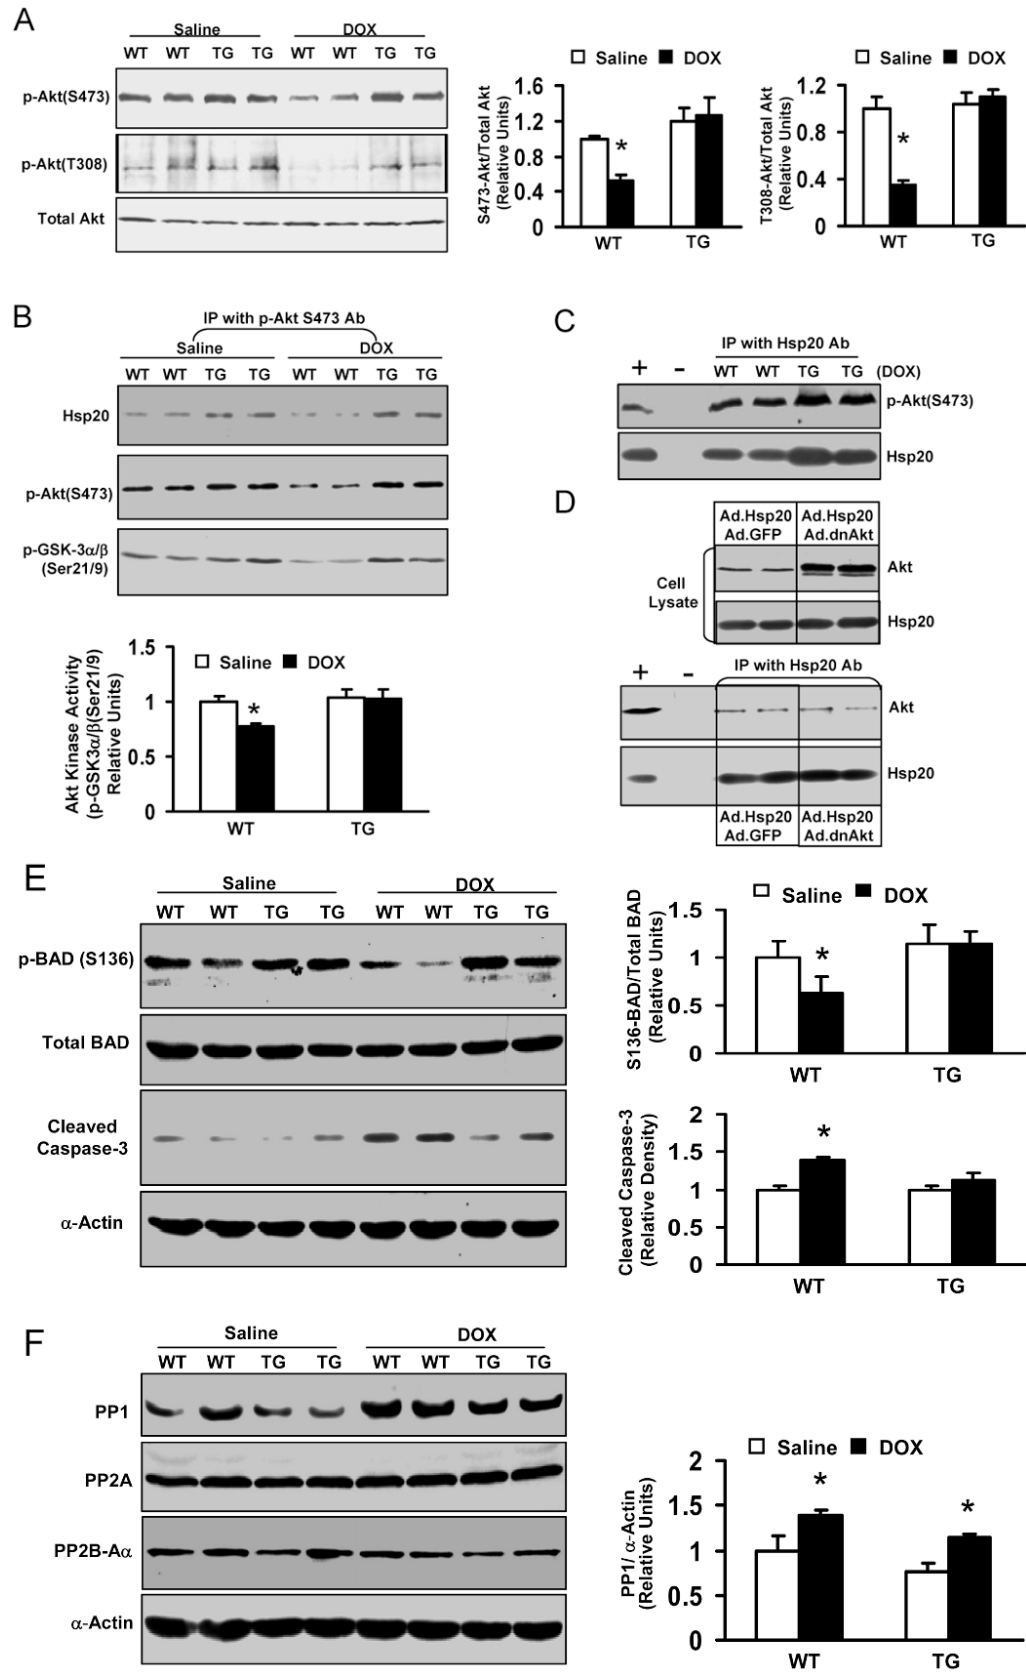 A
Saline DOX
WT WT TG TG WT WT TG TG
p-Akt(S473)
p-Akt(T308)
Total Akt
Saline DOX
S473-Akt/Total Akt
(Relative Units)
1.6
1.2
0.8
0.4
0
*
WT TG
Saline DOX
T308-Akt/Total Akt
(Relative Units)
1.2
0.8
0.4
0
*
WT TG
B
IP with p-Akt S473 Ab
Saline DOX
WT WT TG TG WT WT TG TG
Hsp20
p-Akt(S473)
p-GSK-3α/β
(Ser21/9)
Akt Kinase Activity
(p-GSK3α/β(Ser21/9)
Relative Units)
1.5
1
0.5
0
Saline DOX
*
WT TG
C
IP with Hsp20 Ab
+ - WT WT TG TG (DOX)
p-Akt(S473)
Hsp20
D
Ad.Hsp20 Ad.Hsp20
Ad.GFP Ad.dnAkt
Cell
Lysate
Akt
Hsp20
IP with Hsp20 Ab
+ -
Akt
Hsp20
Ad.Hsp20 Ad.Hsp20
Ad.GFP Ad.dnAkt
E
Saline DOX
WT WT TG TG WT WT TG TG
p-BAD (S136)
Total BAD
Cleaved
Caspase-3
α-Actin
Saline DOX
S136-BAD/Total BAD
(Relative Units)
1.5
1
0.5
0
*
WT TG
Cleaved Caspase-3
(Relative Density)
2
1.5
1
0.5
0
*
WT TG
F
Saline DOX
WT WT TG TG WT WT TG TG
PP1
PP2A
PP2B-Aα
α-Actin
Saline DOX
PP1/ α-Actin
(Relative Units)
2
1.5
1
0.5
0
* *
WT TG